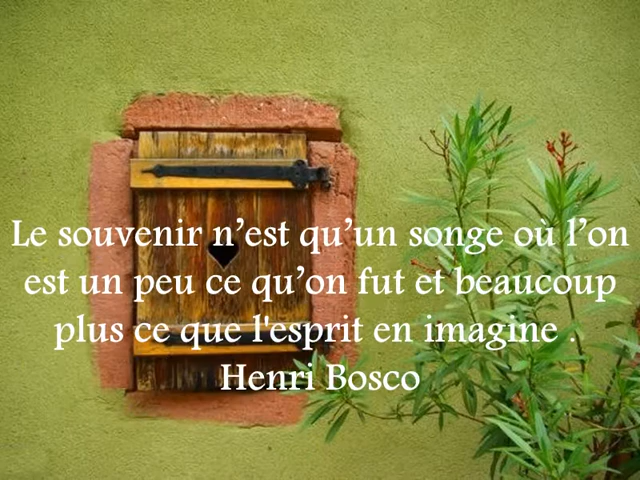 Le souvenir n’est qu’un songe où l’on
est un peu ce qu’on fut et beaucoup
plus ce que l'esprit en imagine .
Henri Bosco